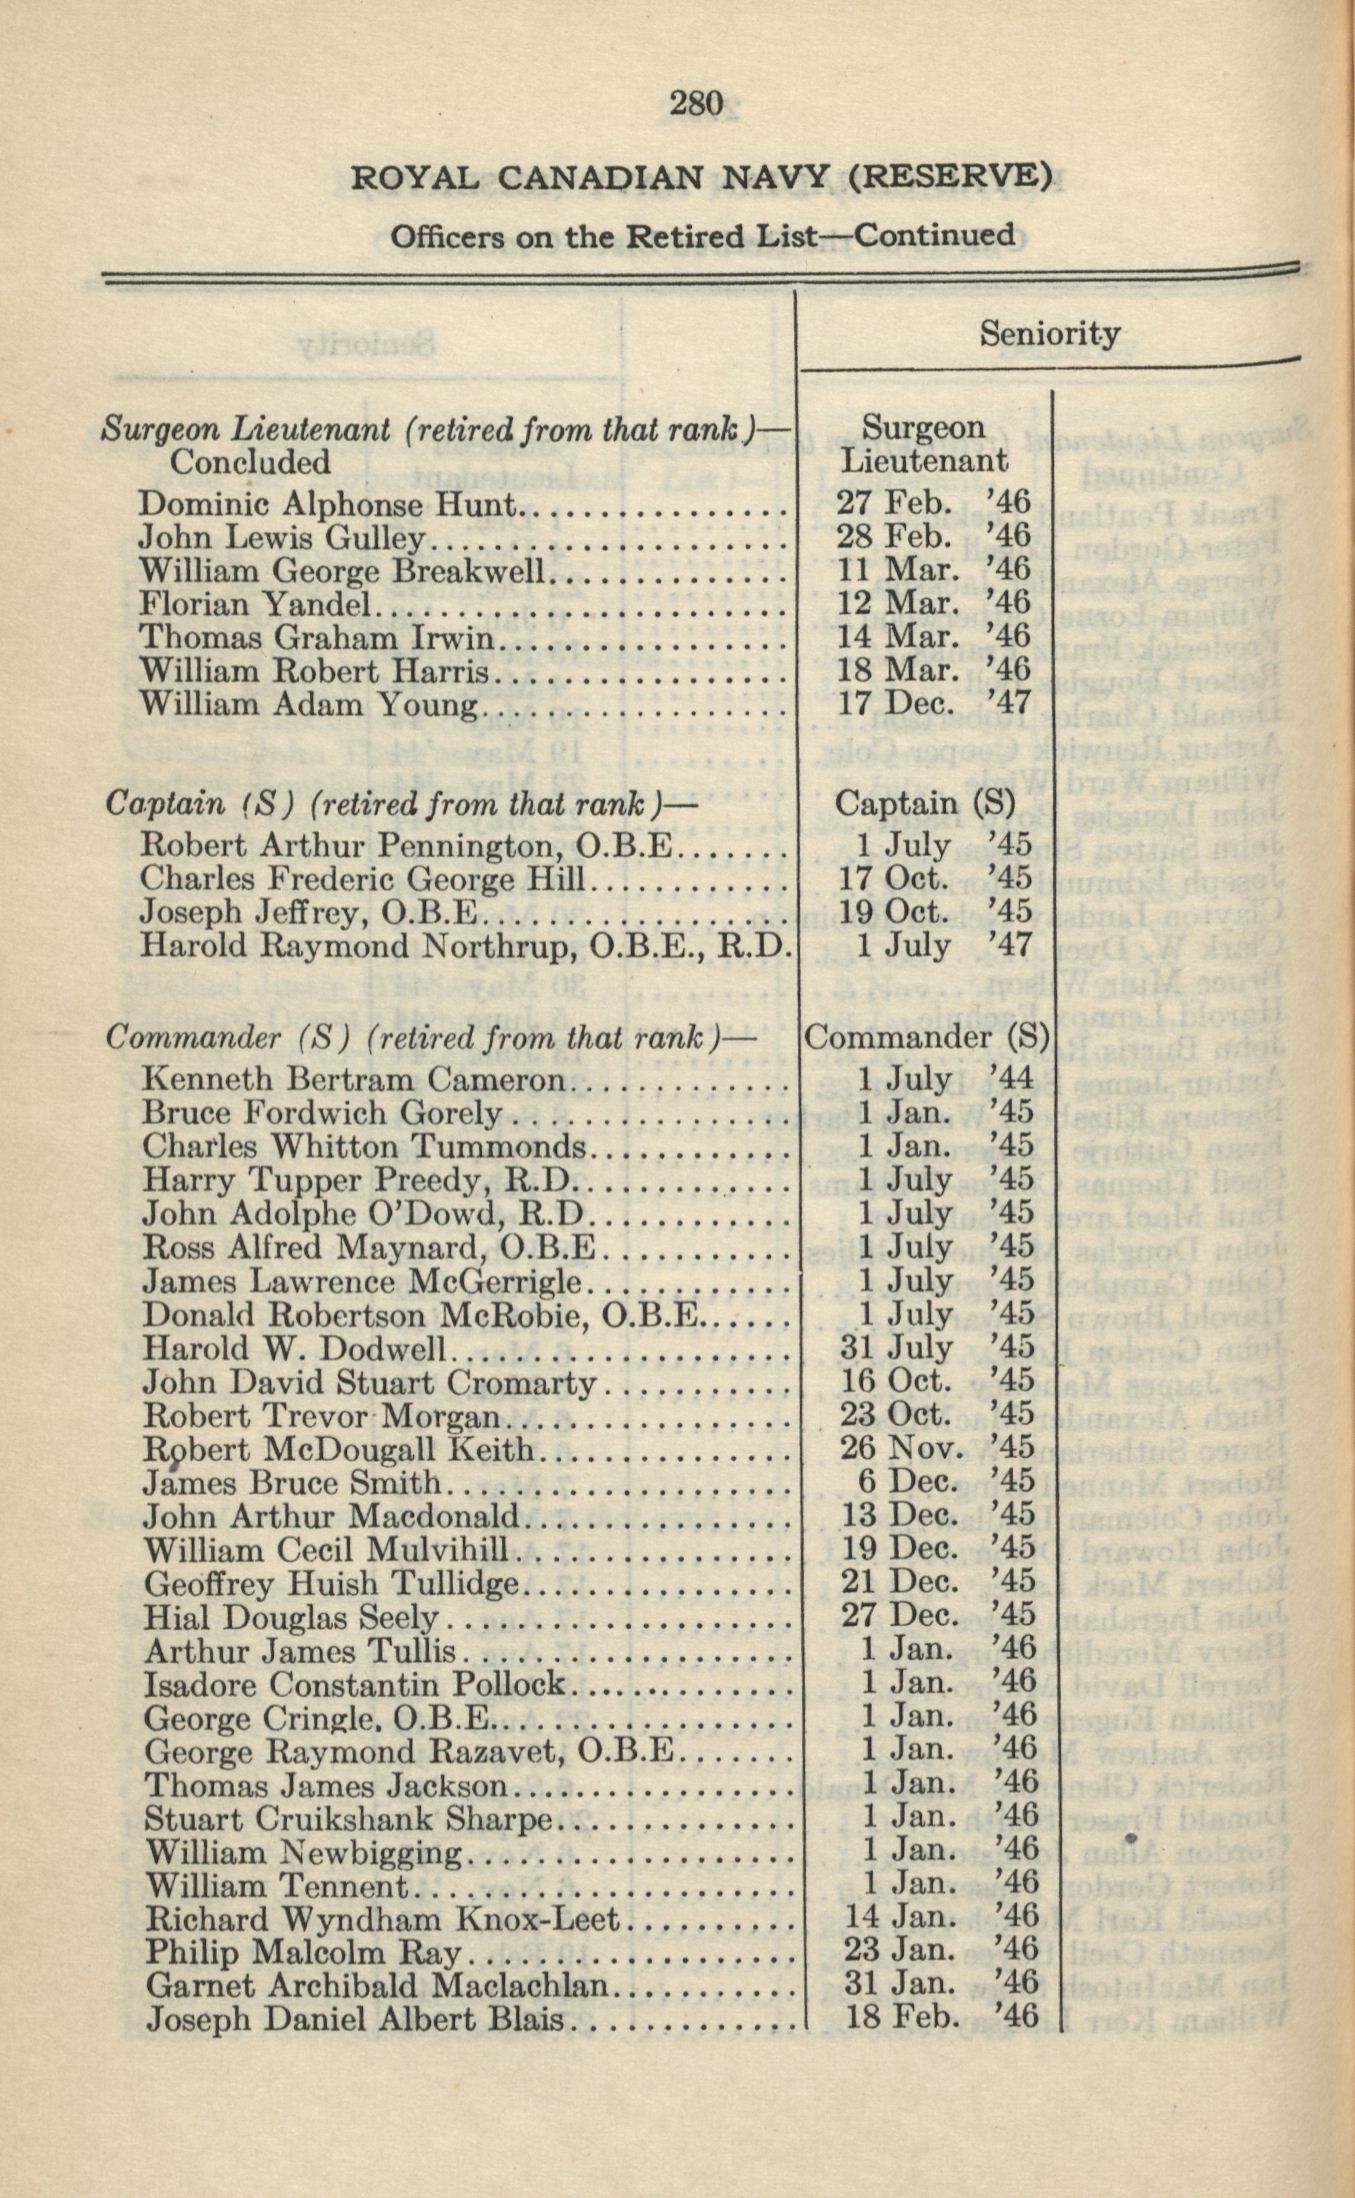 280
ROYAL CANADIAN NAVY (RESERVE)
Officers on the Retired List—Continued
Seniority
Surgeon Lieutenant (retired from that rank)— Surgeon
Concluded Lieutenant
Dominic Alphonse Hunt................ 27 Feb. '46
John Lewis Gulley...................... 28 Feb. '46
William George Breakwell............... 11 Mar. '46
Florian Yandel......................... 12 Mar. '46
Thomas Graham Irwin.................. 14 Mar. '46
William Robert Harris.................. 18 Mar. '46
William Adam Young................... 17 Dec. '47
Captain (S) (retired from that rank)— Captain (S)
Robert Arthur Pennington, O.B.E....... 1 July '45
Charles Frederic George Hill............ 17 Oct. '45
Joseph Jeffrey, O.B.E................... 19 Oct. '45
Harold Raymond Northrup, O.B.E., R.D. 1 July '47
Commander (S) (retired from that rank)— Commander (S)
Kenneth Bertram Cameron.............. 1 July '44
Bruce Fordwich Gorely................. 1 Jan. '45
Charles Whitton Tummonds............. 1 Jan. '45
Harry Tupper Preedy, R.D.............. 1 July '45
John Adolphe O'Dowd, R.D............. 1 July '45
Ross Alfred Maynard, O.B.E............ 1 July '45
James Lawrence McGerrigle............. 1 July '45
Donald Robertson McRobie, O.B.E...... 1 July '45
Harold W. Dodwell..................... 31 July '45
John David Stuart Cromarty............ 16 Oct. '45
Robert Trevor Morgan.................. 23 Oct. '45
Robert McDougall Keith................ 26 Nov. '45
James Bruce Smith..................... 6 Dec. '45
John Arthur Macdonald................. 13 Dec. '45
William Cecil Mulvihill................. 19 Dec. '45
Geoffrey Huish Tullidge................. 21 Dec. '45
Hial Douglas Seely..................... 27 Dec. '45
Arthur James Tullis.................... 1 Jan. '46
Isadore Constantin Pollock.............. 1 Jan. '46
George Cringle, O.B.E.................. 1 Jan. '46
George Raymond Razavet, O.B.E....... 1 Jan. '46
Thomas James Jackson................. 1 Jan. '46
Stuart Cruikshank Sharpe............... 1 Jan. '46
William Newbigging.................... 1 Jan. '46
William Tennent....................... 1 Jan. '46
Richard Wyndham Knox-Leet........... 14 Jan. '46
Philip Malcolm Ray.................... 23 Jan. '46
Garnet Archibald Maclachlan............ 31 Jan. '46
Joseph Daniel Albert Blais.............. 18 Feb. '46